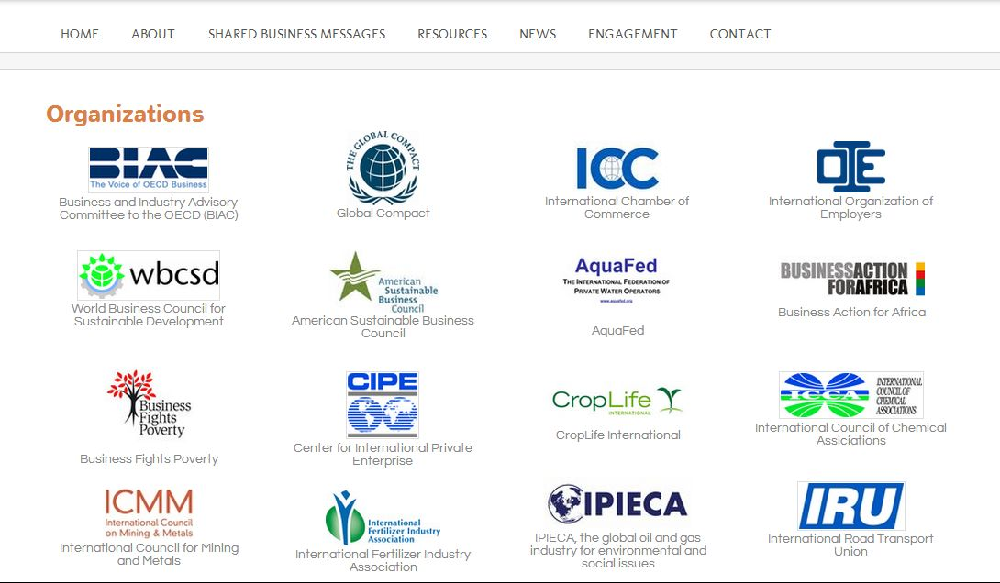 HOME ABOUT SHARED BUSINESS MESSAGES RESOURCES NEWS ENGAGEMENT CONTACT
Organizations
BIAC
The Voice of OECD Business
Business and Industry Advisory
Committee to the OECD (BIAC)
THE GLOBAL COMPACT
Global Compact
ICC
International Chamber of
Commerce
OIE
International Organization of
Employers
wbcsd
World Business Council for
Sustainable Development
American
Sustainable
Business
Council
American Sustainable Business
Council
AquaFed
THE INTERNATIONAL FEDERATION OF
PRIVATE WATER OPERATORS
www.aquafed.org
AquaFed
BUSINESSACTION
FORAFRICA
Business Action for Africa
Business
Fights
Poverty
Business Fights Poverty
CIPE
Center for International Private
Enterprise
CropLife
INTERNATIONAL
CropLife International
ICCA
INTERNATIONAL
COUNCIL OF
CHEMICAL
ASSOCIATIONS
International Council of Chemical
Assiciations
ICMM
International Council
on Mining & Metals
International Council for Mining
and Metals
International
Fertilizer Industry
Association
International Fertilizer Industry
Association
IPIECA
IPIECA, the global oil and gas
industry for environmental and
social issues
IRU
International Road Transport
Union